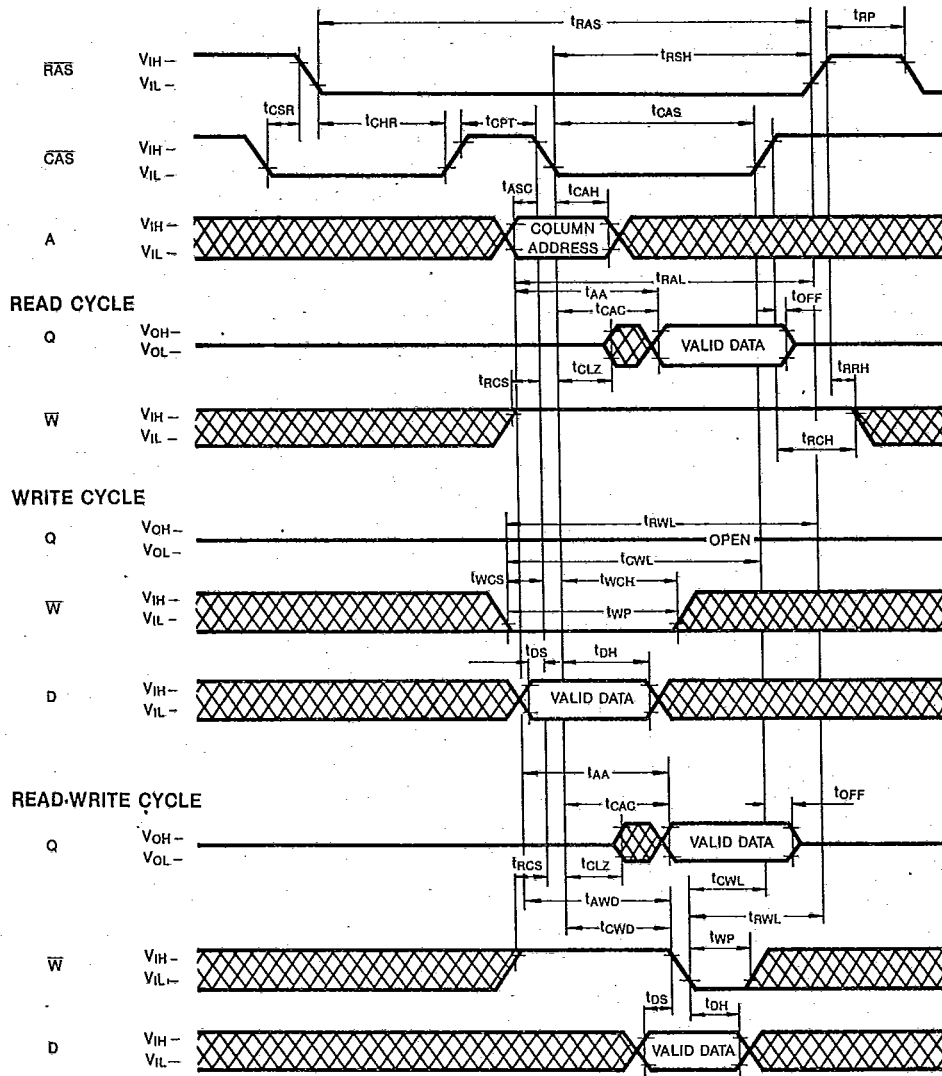 tRAS
tRP
tRSH
RAS
VIH
VIL
tCSR
tCHR
tCPT
tCAS
CAS
VIH
VIL
tASC
tCAH
A
VIH
VIL
COLUMN
ADDRESS
tRAL
READ CYCLE
tAA
tOFF
tCAC
Q
VOH
VOL
VALID DATA
tRCS
tCLZ
tRRH
W
VIH
VIL
tRCH
WRITE CYCLE
tRWL
Q
VOH
VOL
OPEN
tCWL
tWCS
tWCH
W
VIH
VIL
tWP
tDS
tDH
D
VIH
VIL
VALID DATA
tAA
READ-WRITE CYCLE
tCAC
tOFF
Q
VOH
VOL
VALID DATA
tRCS
tCLZ
tCWL
tAWD
tRWL
tCWD
tWP
W
VIH
VIL
tDS
tDH
D
VIH
VIL
VALID DATA